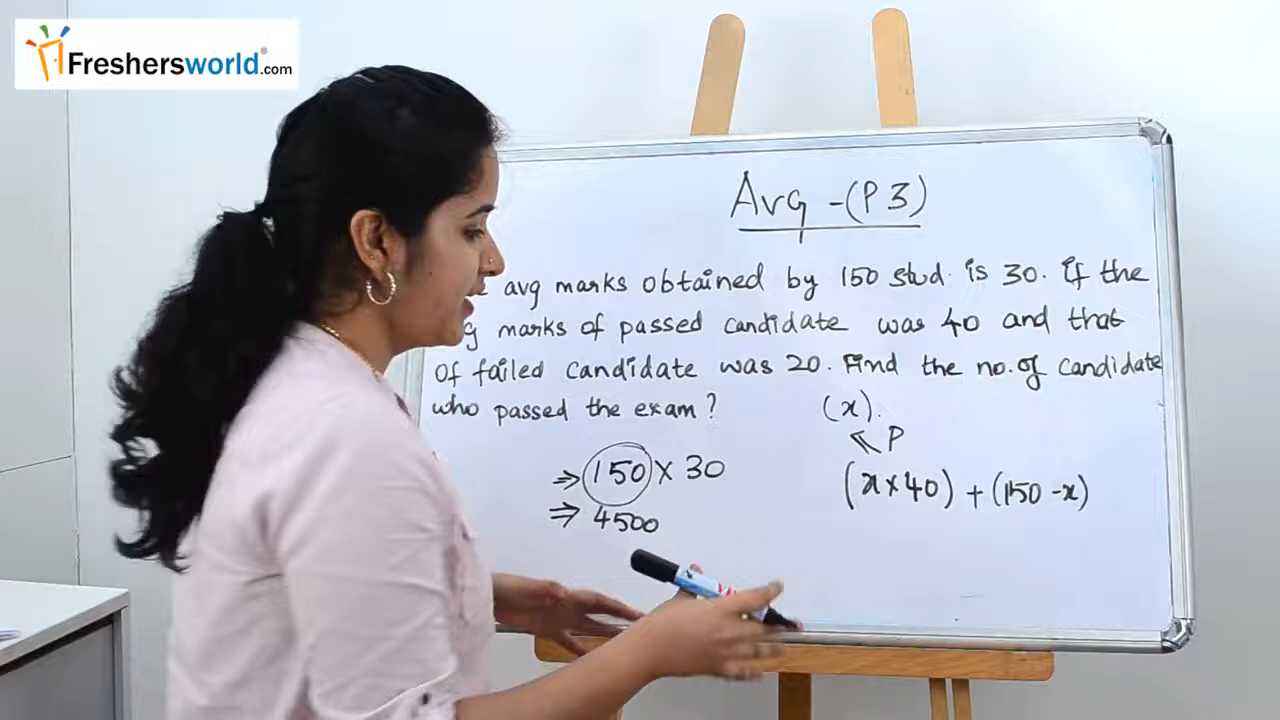 Freshersworld.com
Avg - (P 3)
avg marks obtained by 150 stud. is 30. If the
marks of passed candidate was 40 and that
of failed candidate was 20. Find the no. of candidate
who passed the exam? (x).
P
⇒ 150 x 30
(x x 40) + (150 - x)
⇒ 4500